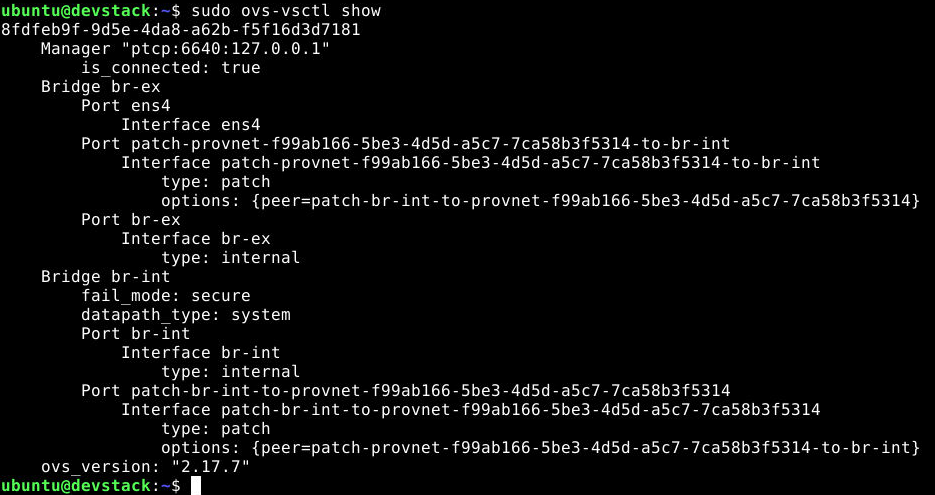 ubuntu@devstack:~$ sudo ovs-vsctl show
8fdfeb9f-9d5e-4da8-a62b-f5f16d3d7181
    Manager "ptcp:6640:127.0.0.1"
        is_connected: true
    Bridge br-ex
        Port ens4
            Interface ens4
        Port patch-provnet-f99ab166-5be3-4d5d-a5c7-7ca58b3f5314-to-br-int
            Interface patch-provnet-f99ab166-5be3-4d5d-a5c7-7ca58b3f5314-to-br-int
                type: patch
                options: {peer=patch-br-int-to-provnet-f99ab166-5be3-4d5d-a5c7-7ca58b3f5314}
        Port br-ex
            Interface br-ex
                type: internal
    Bridge br-int
        fail_mode: secure
        datapath_type: system
        Port br-int
            Interface br-int
                type: internal
        Port patch-br-int-to-provnet-f99ab166-5be3-4d5d-a5c7-7ca58b3f5314
            Interface patch-br-int-to-provnet-f99ab166-5be3-4d5d-a5c7-7ca58b3f5314
                type: patch
                options: {peer=patch-provnet-f99ab166-5be3-4d5d-a5c7-7ca58b3f5314-to-br-int}
    ovs_version: "2.17.7"
ubuntu@devstack:~$